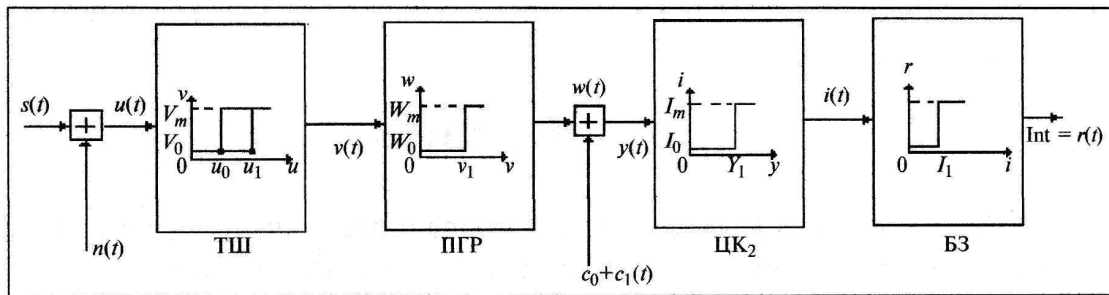 s(t)
+
u(t)
n(t)
v
V_m
V_0
0
u_0
u_1
u
ТШ
v(t)
w
W_m
W_0
0
v_1
v
ПГР
w(t)
+
y(t)
c_0+c_1(t)
i
I_m
I_0
0
Y_1
y
ЦК_2
i(t)
r
0
I_1
i
БЗ
Int = r(t)